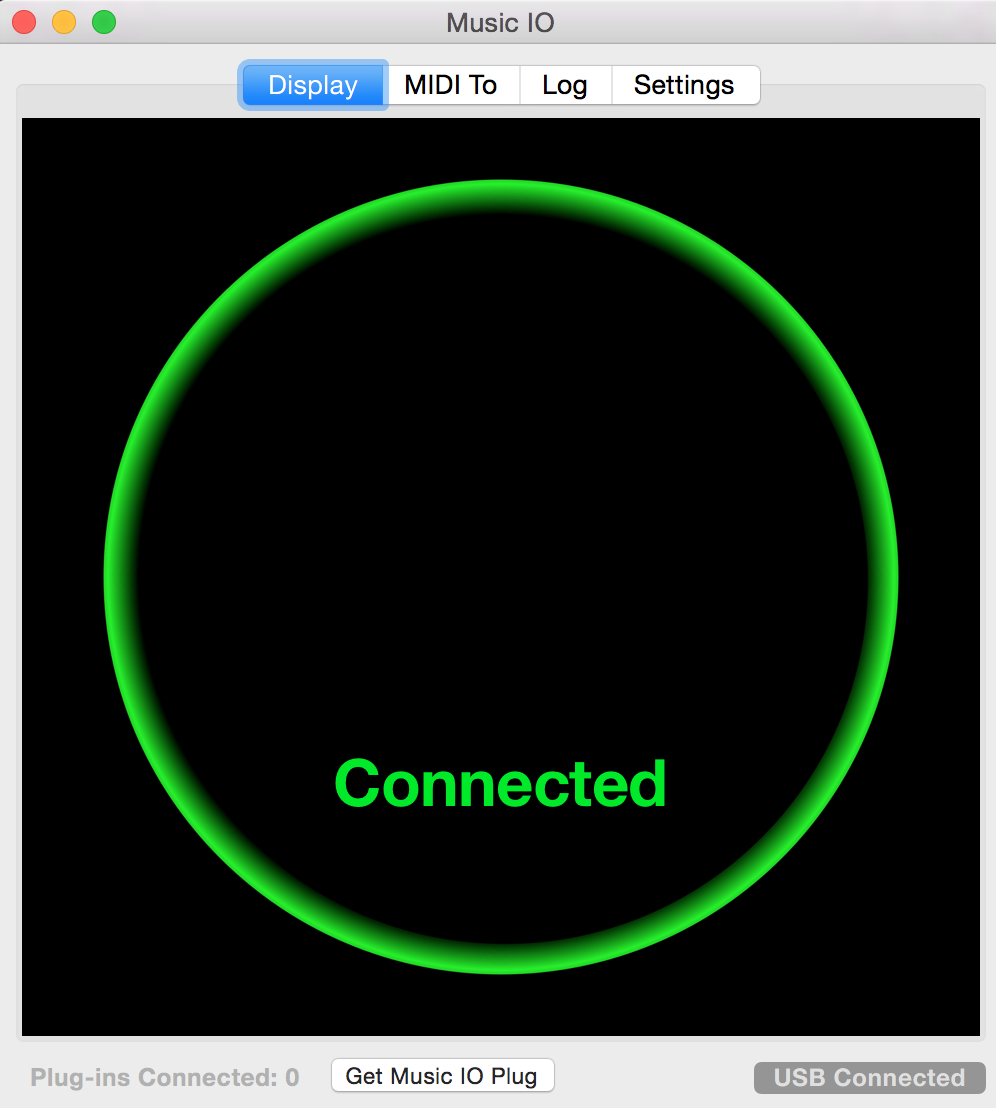 Music IO
Display MIDI To Log Settings
Connected
Plug-ins Connected: 0 Get Music IO Plug USB Connected